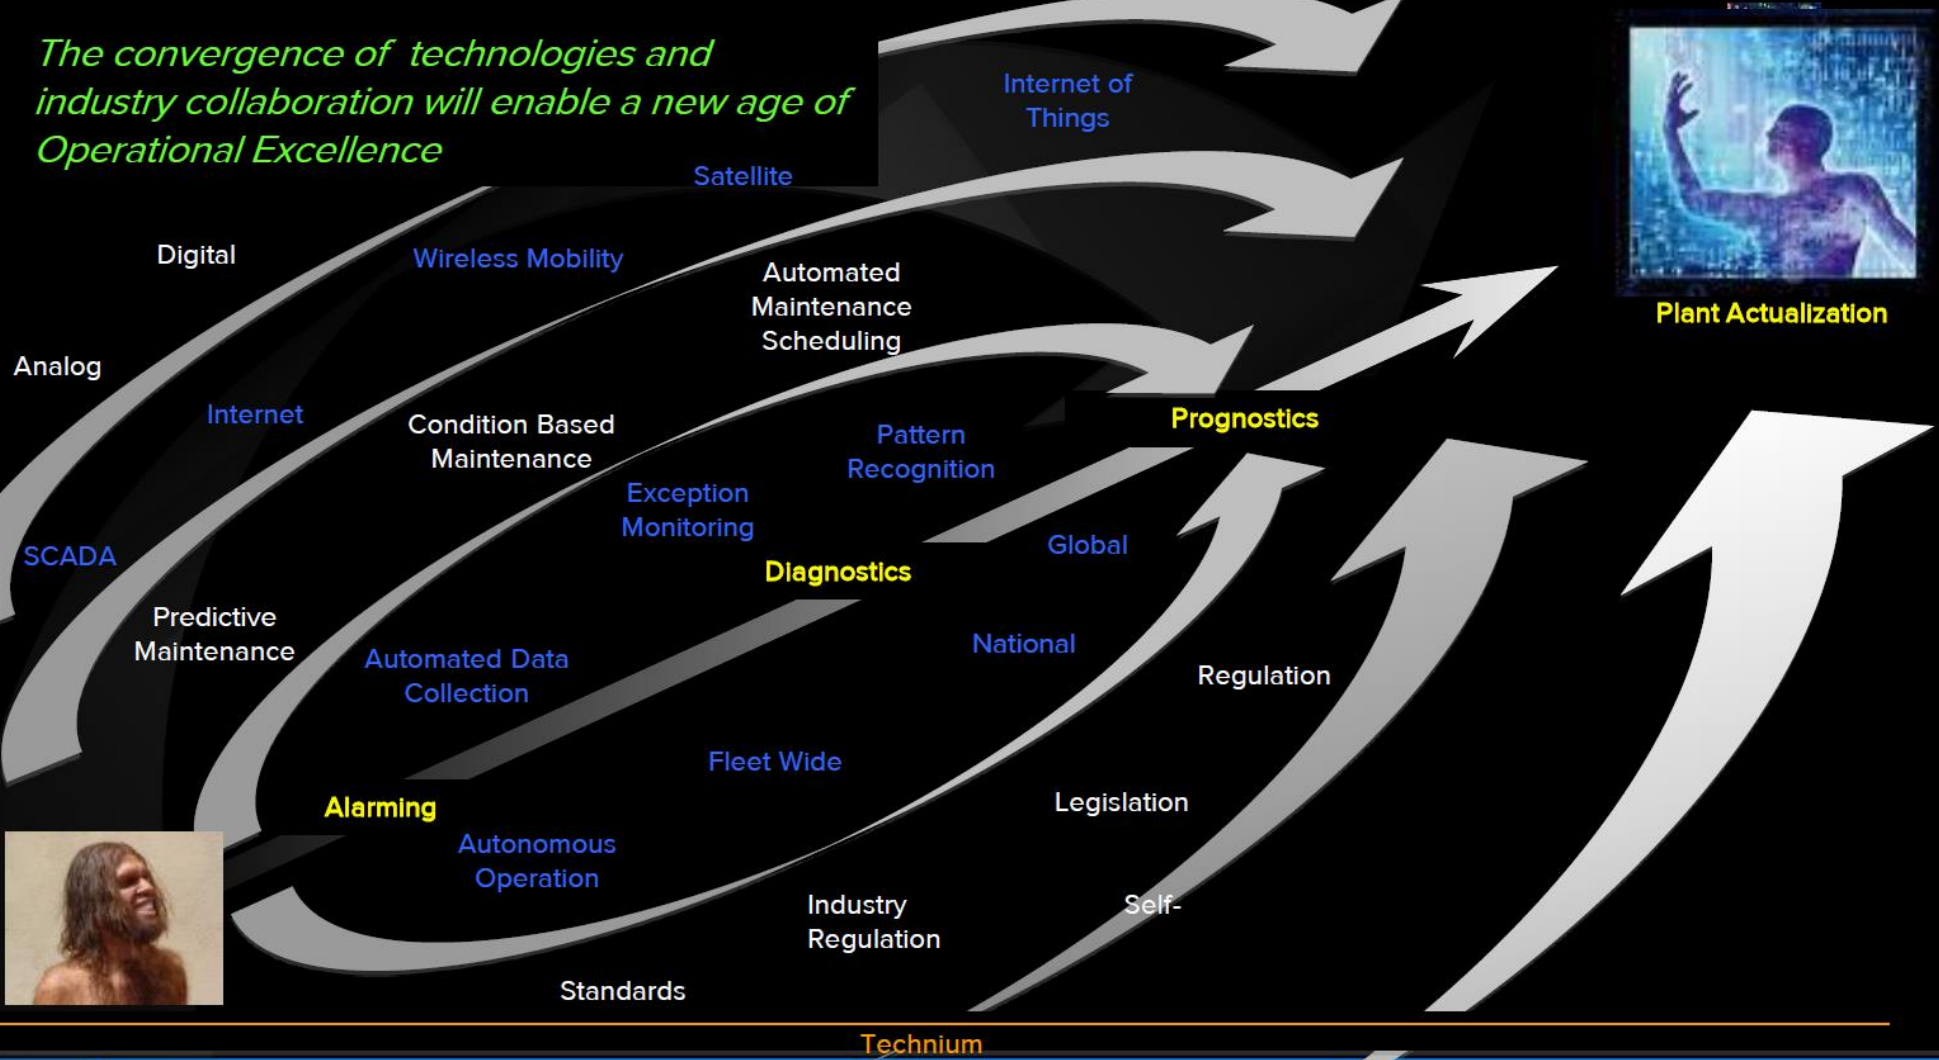 The convergence of technologies and
industry collaboration will enable a new age of
Operational Excellence
Internet of
Things
Satellite
Digital
Wireless Mobility
Automated
Maintenance
Scheduling
Plant Actualization
Analog
Internet
Condition Based
Maintenance
Pattern
Recognition
Prognostics
Exception
Monitoring
SCADA
Global
Diagnostics
Predictive
Maintenance
Automated Data
Collection
National
Regulation
Fleet Wide
Alarming
Legislation
Autonomous
Operation
Industry
Regulation
Self-
Standards
Technium